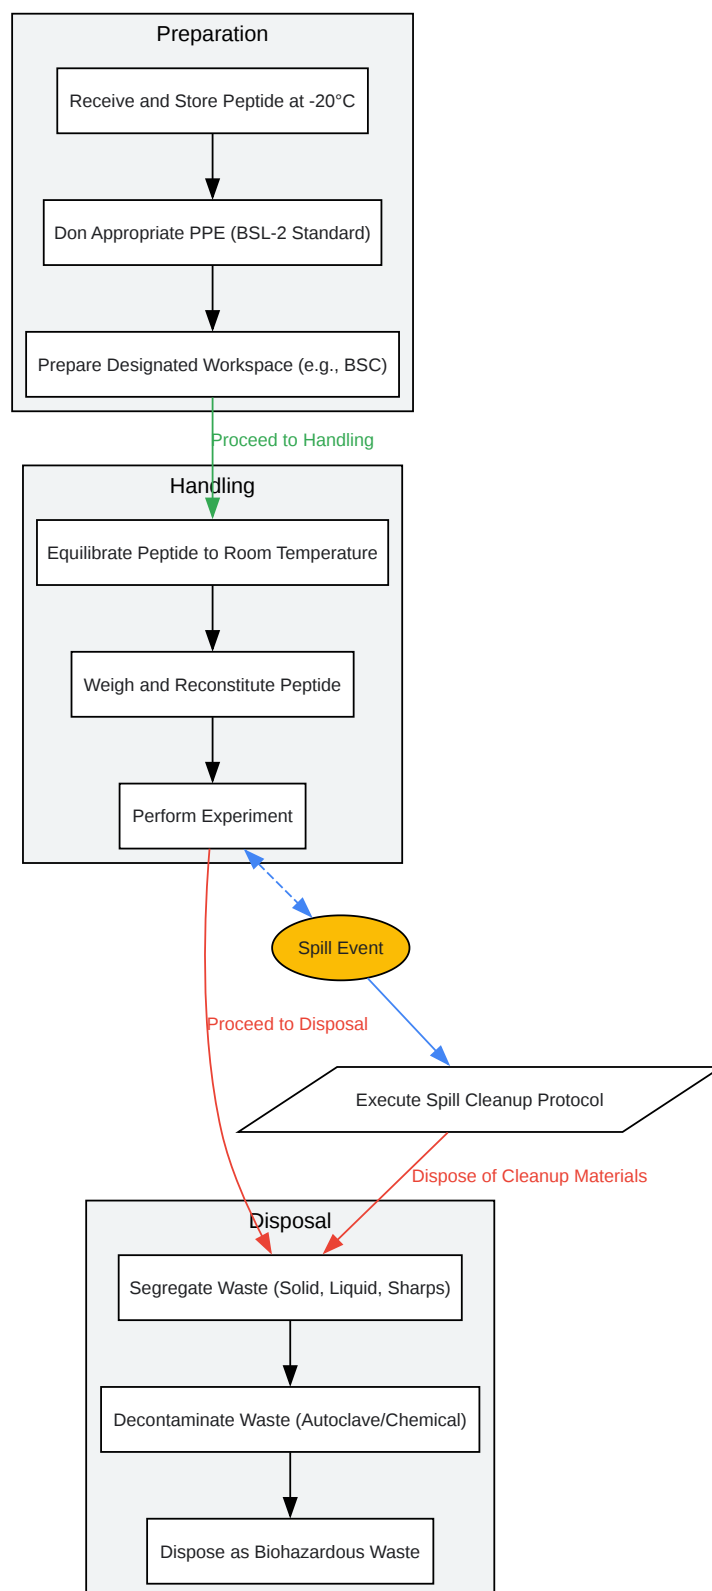 Preparation
Receive and Store Peptide at -20°C
Don Appropriate PPE (BSL-2 Standard)
Prepare Designated Workspace (e.g., BSC)
Proceed to Handling
Handling
Equilibrate Peptide to Room Temperature
Weigh and Reconstitute Peptide
Perform Experiment
Spill Event
Proceed to Disposal
Execute Spill Cleanup Protocol
Dispose of Cleanup Materials
Disposal
Segregate Waste (Solid, Liquid, Sharps)
Decontaminate Waste (Autoclave/Chemical)
Dispose as Biohazardous Waste